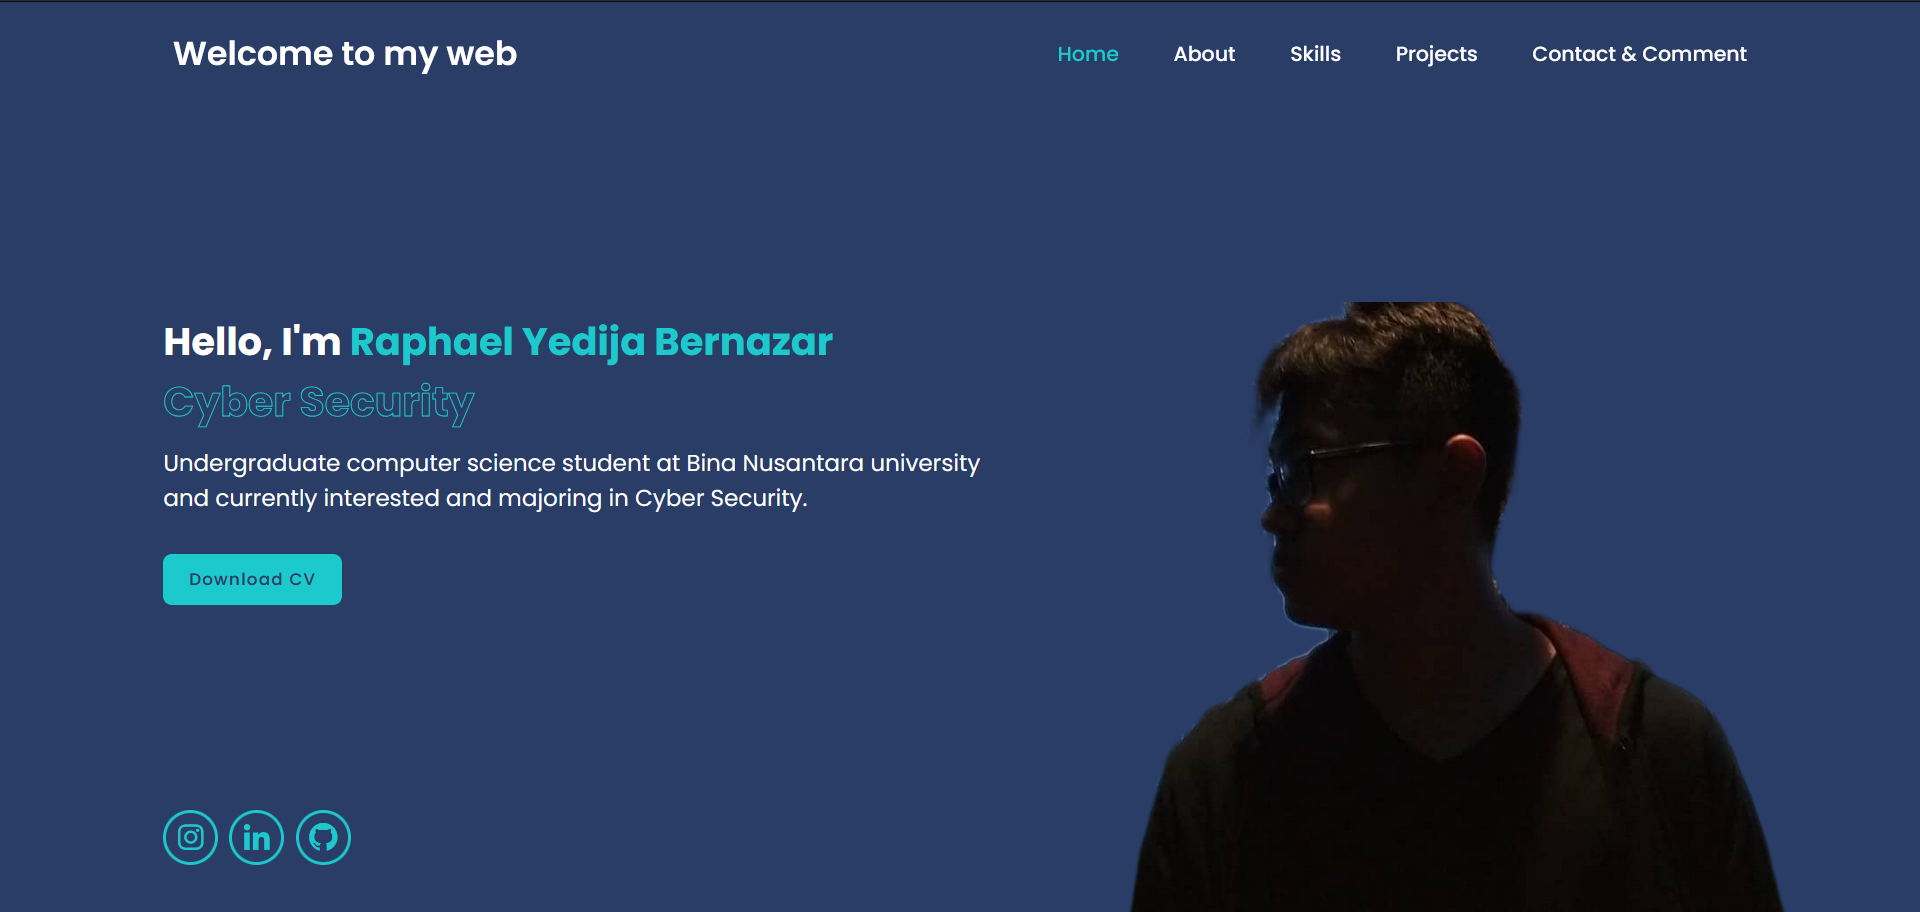 Welcome to my web
Home About Skills Projects Contact & Comment
Hello, I'm Raphael Yedija Bernazar
Cyber Security
Undergraduate computer science student at Bina Nusantara university
and currently interested and majoring in Cyber Security.
Download CV
in